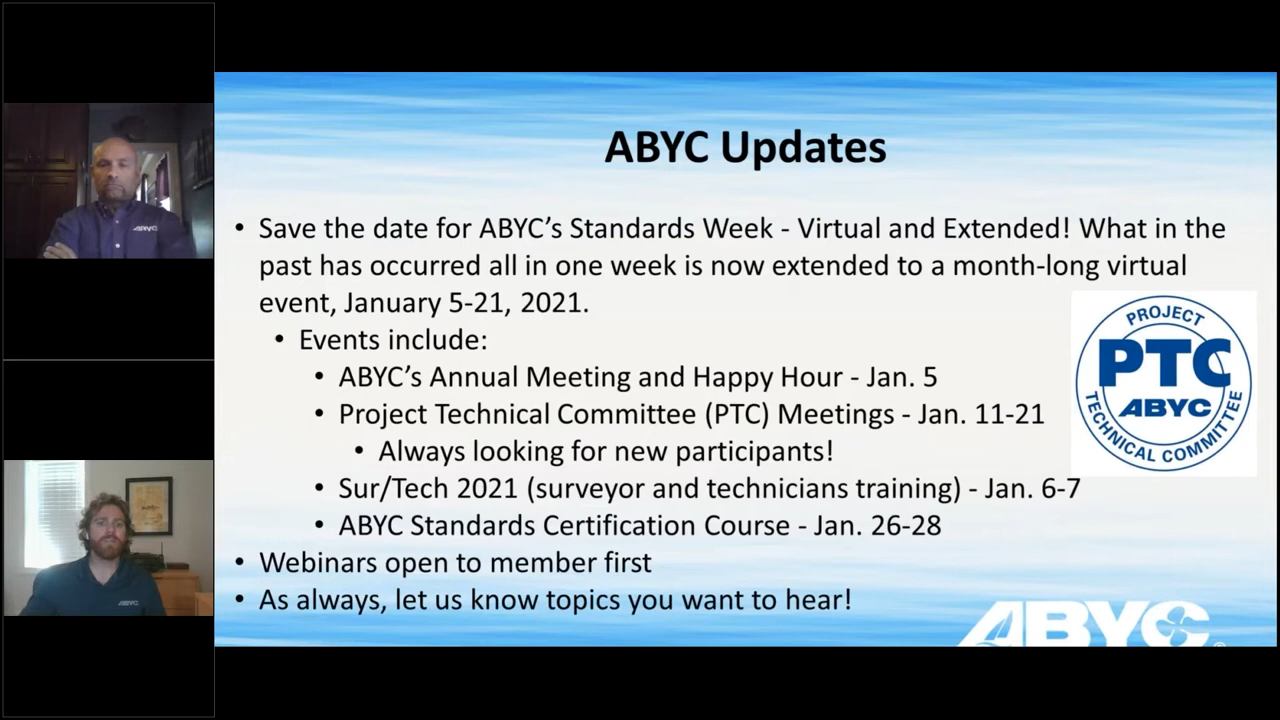 ABYC Updates
• Save the date for ABYC’s Standards Week - Virtual and Extended! What in the
past has occurred all in one week is now extended to a month-long virtual
event, January 5-21, 2021.
• Events include:
• ABYC’s Annual Meeting and Happy Hour - Jan. 5
• Project Technical Committee (PTC) Meetings - Jan. 11-21
• Always looking for new participants!
• Sur/Tech 2021 (surveyor and technicians training) - Jan. 6-7
• ABYC Standards Certification Course - Jan. 26-28
• Webinars open to member first
• As always, let us know topics you want to hear!
PROJECT
PTC
ABYC
TECHNICAL COMMITTEE
ABYC
ABYC
ABYC